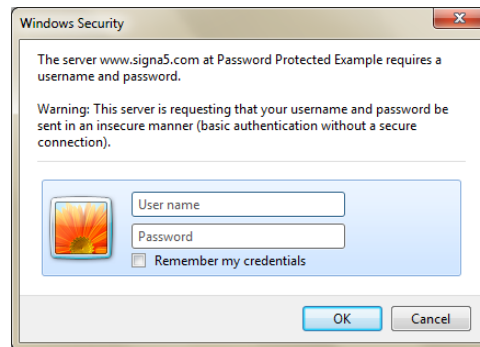 Windows Security
The server www.signa5.com at Password Protected Example requires a
username and password.
Warning: This server is requesting that your username and password be
sent in an insecure manner (basic authentication without a secure
connection).
User name
Password
Remember my credentials
OK Cancel